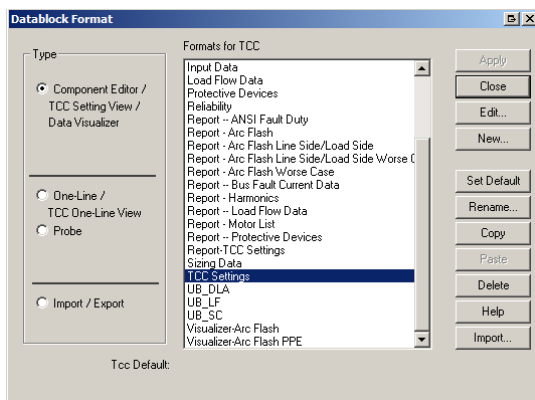 Datablock Format
Type
Component Editor /
TCC Setting View /
Data Visualizer
One-Line /
TCC One-Line View
Probe
Import / Export
Formats for TCC
Input Data
Load Flow Data
Protective Devices
Reliability
Report -- ANSI Fault Duty
Report - Arc Flash
Report - Arc Flash Line Side/Load Side
Report - Arc Flash Line Side/Load Side Worse C
Report - Arc Flash Worse Case
Report -- Bus Fault Current Data
Report - Harmonics
Report -- Load Flow Data
Report - Motor List
Report -- Protective Devices
Report-TCC Settings
Sizing Data
TCC Settings
UB_DLA
UB_LF
UB_SC
Visualizer-Arc Flash
Visualizer-Arc Flash PPE
Tcc Default:
Apply
Close
Edit...
New...
Set Default
Rename...
Copy
Paste
Delete
Help
Import...